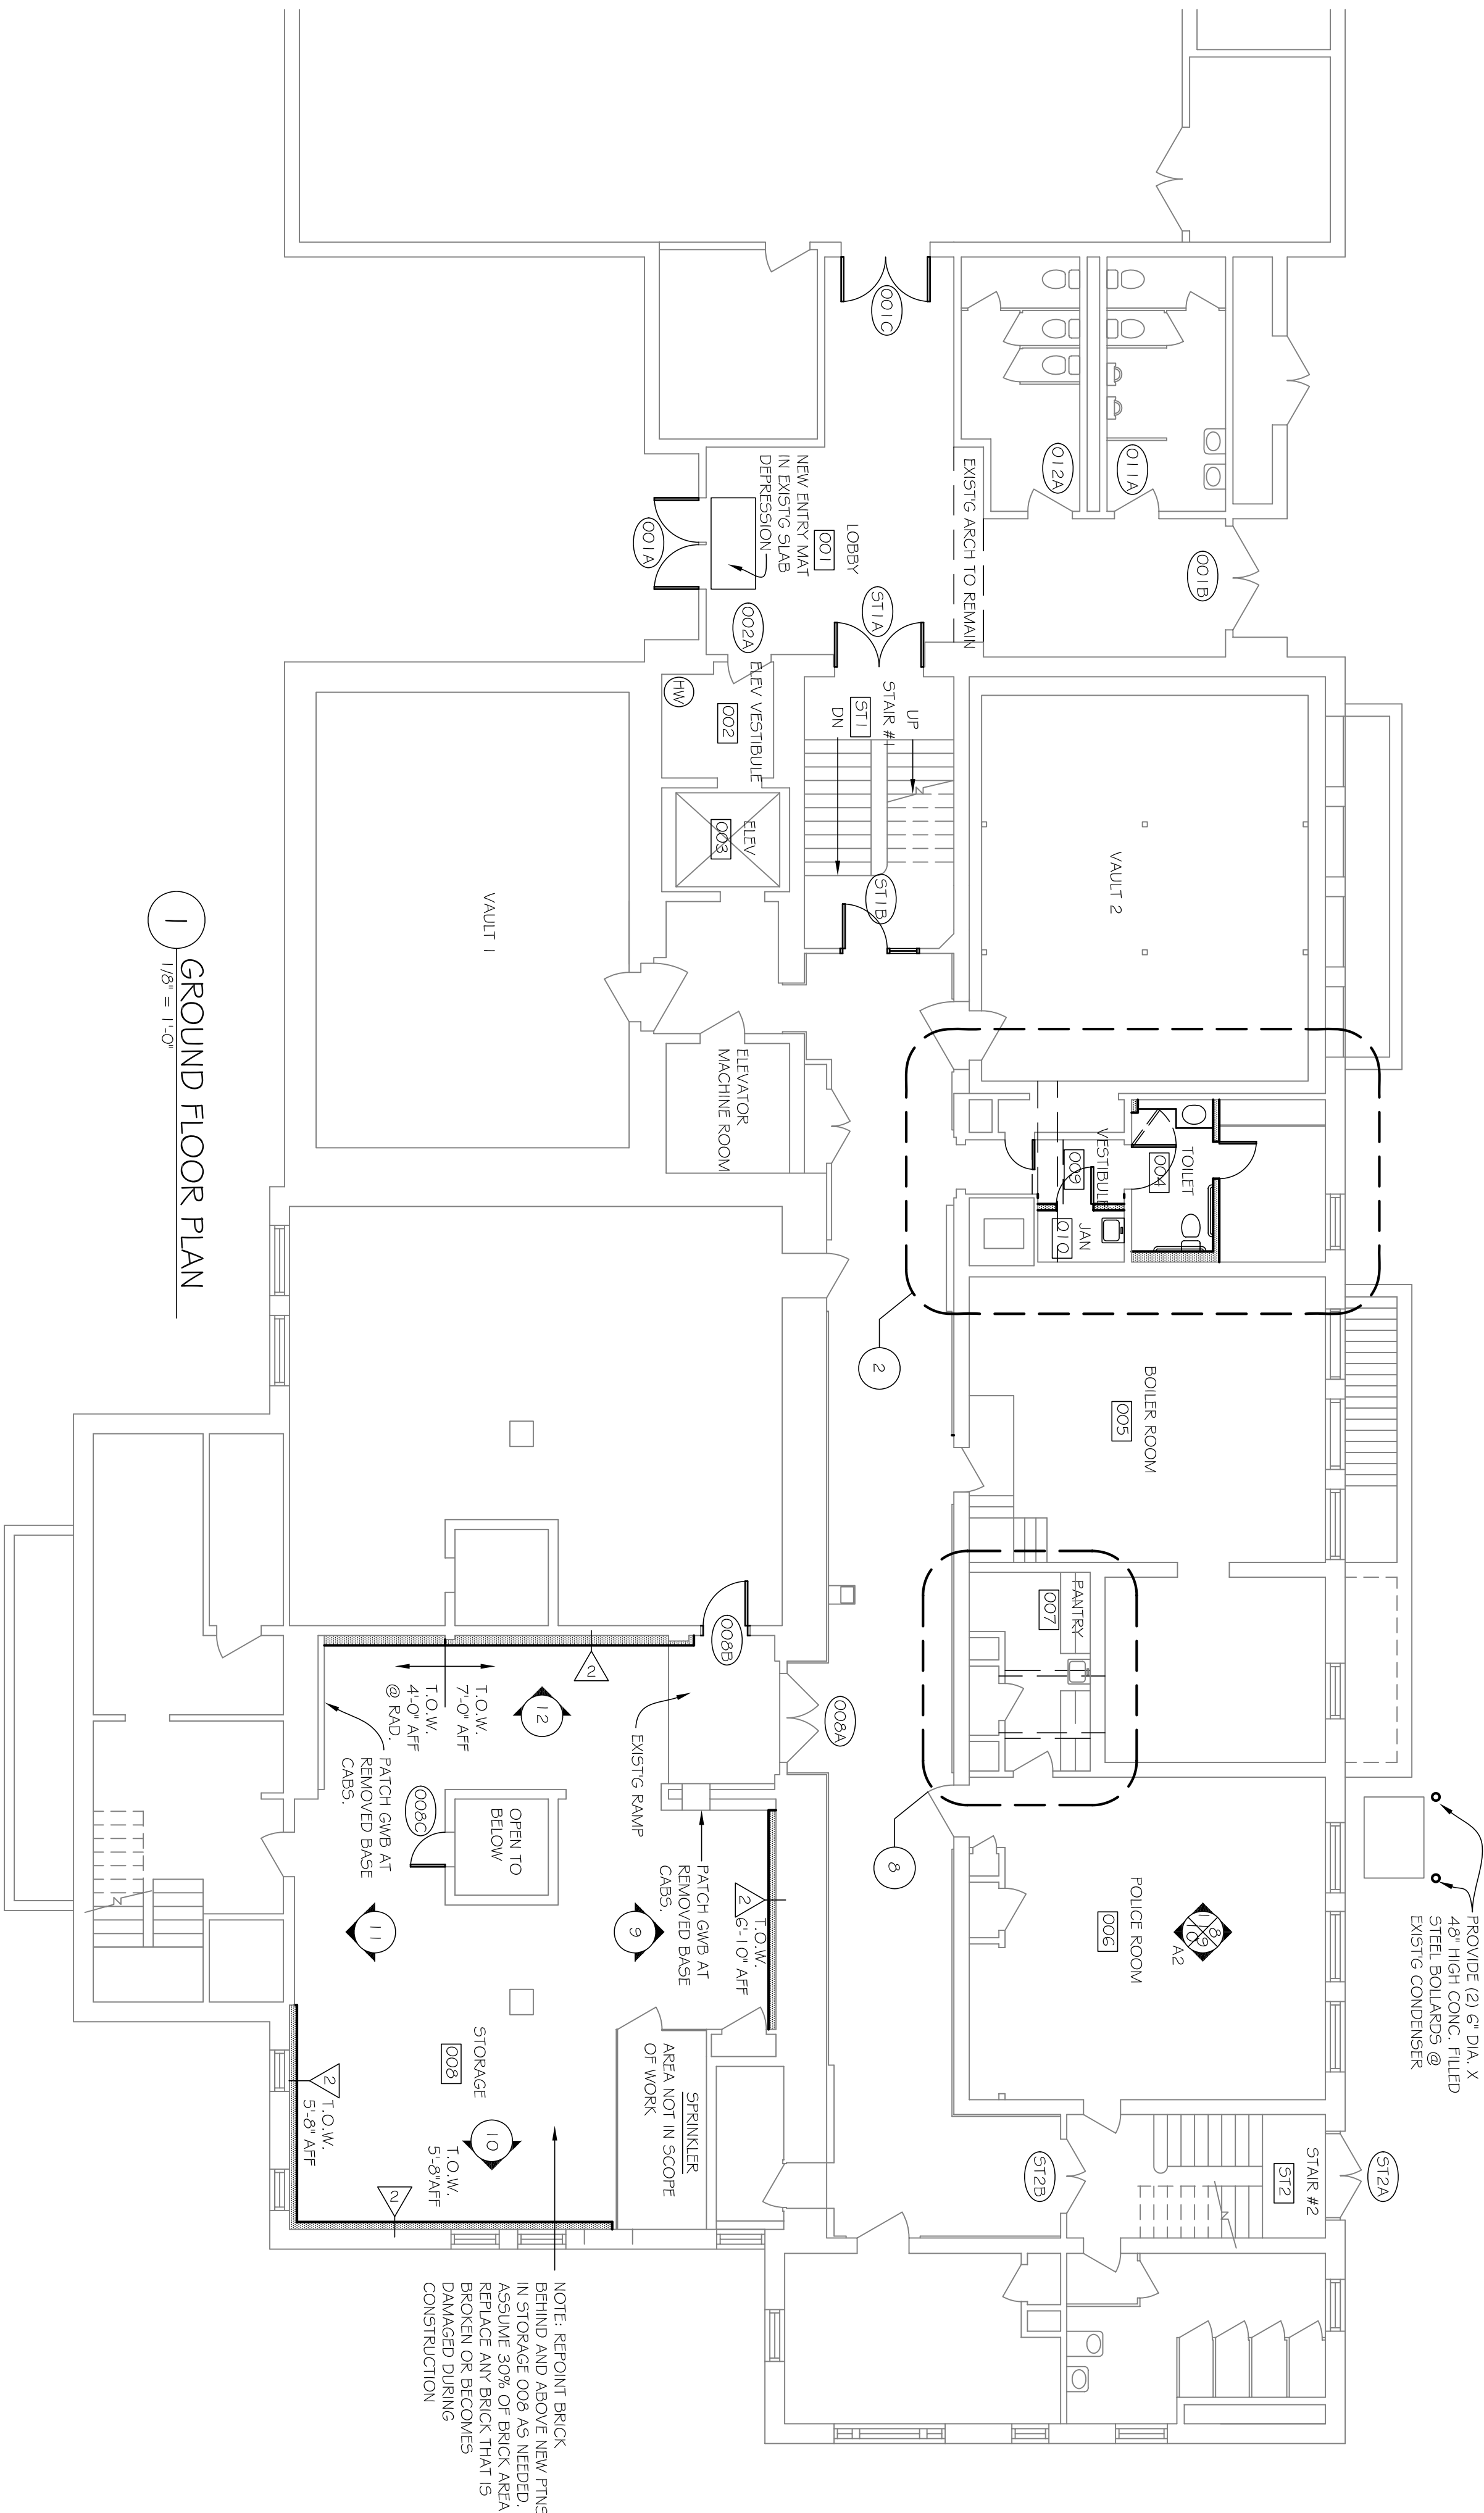 PROVIDE (2) 6" DIA. X
48" HIGH CONC. FILLED
STEEL BOLLARDS @
EXIST'G CONDENSER
001B
011A
012A
001C
EXIST'G ARCH TO REMAIN
LOBBY
001
NEW ENTRY MAT
IN EXIST'G SLAB
DEPRESSION
001A
002A
ST1A
UP
STAIR #1
ST1
DN
ST1B
ELEV VESTIBULE
002
HW
ELEV
003
VAULT 2
VAULT 1
ELEVATOR
MACHINE ROOM
TOILET
004
VESTIBULE
009
JAN
010
2
BOILER ROOM
005
PANTRY
007
8
POLICE ROOM
006
8
11
9
10
A2
ST2A
STAIR #2
ST2
ST2B
008A
008B
EXIST'G RAMP
2
12
T.O.W.
7'-0" AFF
T.O.W.
4'-0" AFF
@ RAD.
PATCH GWB AT
REMOVED BASE
CABS.
008C
OPEN TO
BELOW
PATCH GWB AT
REMOVED BASE
CABS.
2
T.O.W.
6'-10" AFF
9
11
STORAGE
008
SPRINKLER
AREA NOT IN SCOPE
OF WORK
10
2
T.O.W.
5'-8" AFF
T.O.W.
5'-8"AFF
2
NOTE: REPOINT BRICK
BEHIND AND ABOVE NEW PTNS
IN STORAGE 008 AS NEEDED.
ASSUME 30% OF BRICK AREA
REPLACE ANY BRICK THAT IS
BROKEN OR BECOMES
DAMAGED DURING
CONSTRUCTION
1
GROUND FLOOR PLAN
1/8" = 1'-0"